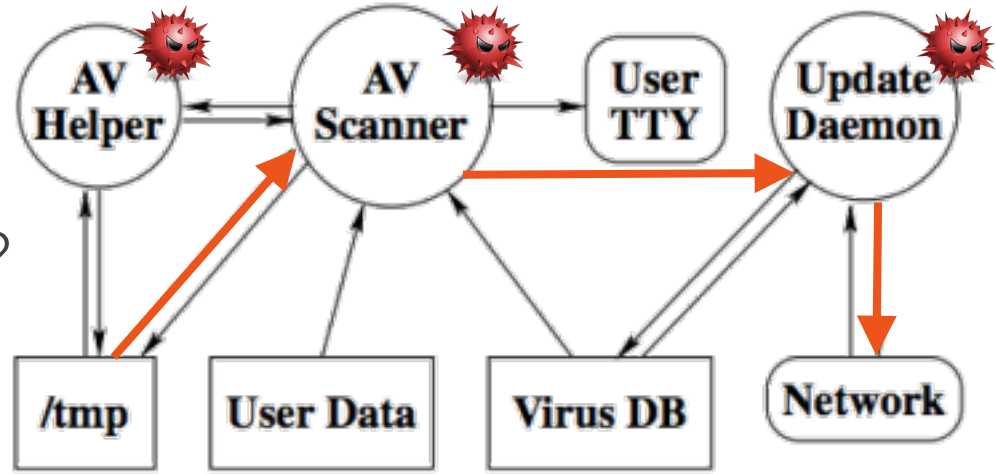 AV
Helper
AV
Scanner
User
TTY
Update
Daemon
/tmp
User Data
Virus DB
Network